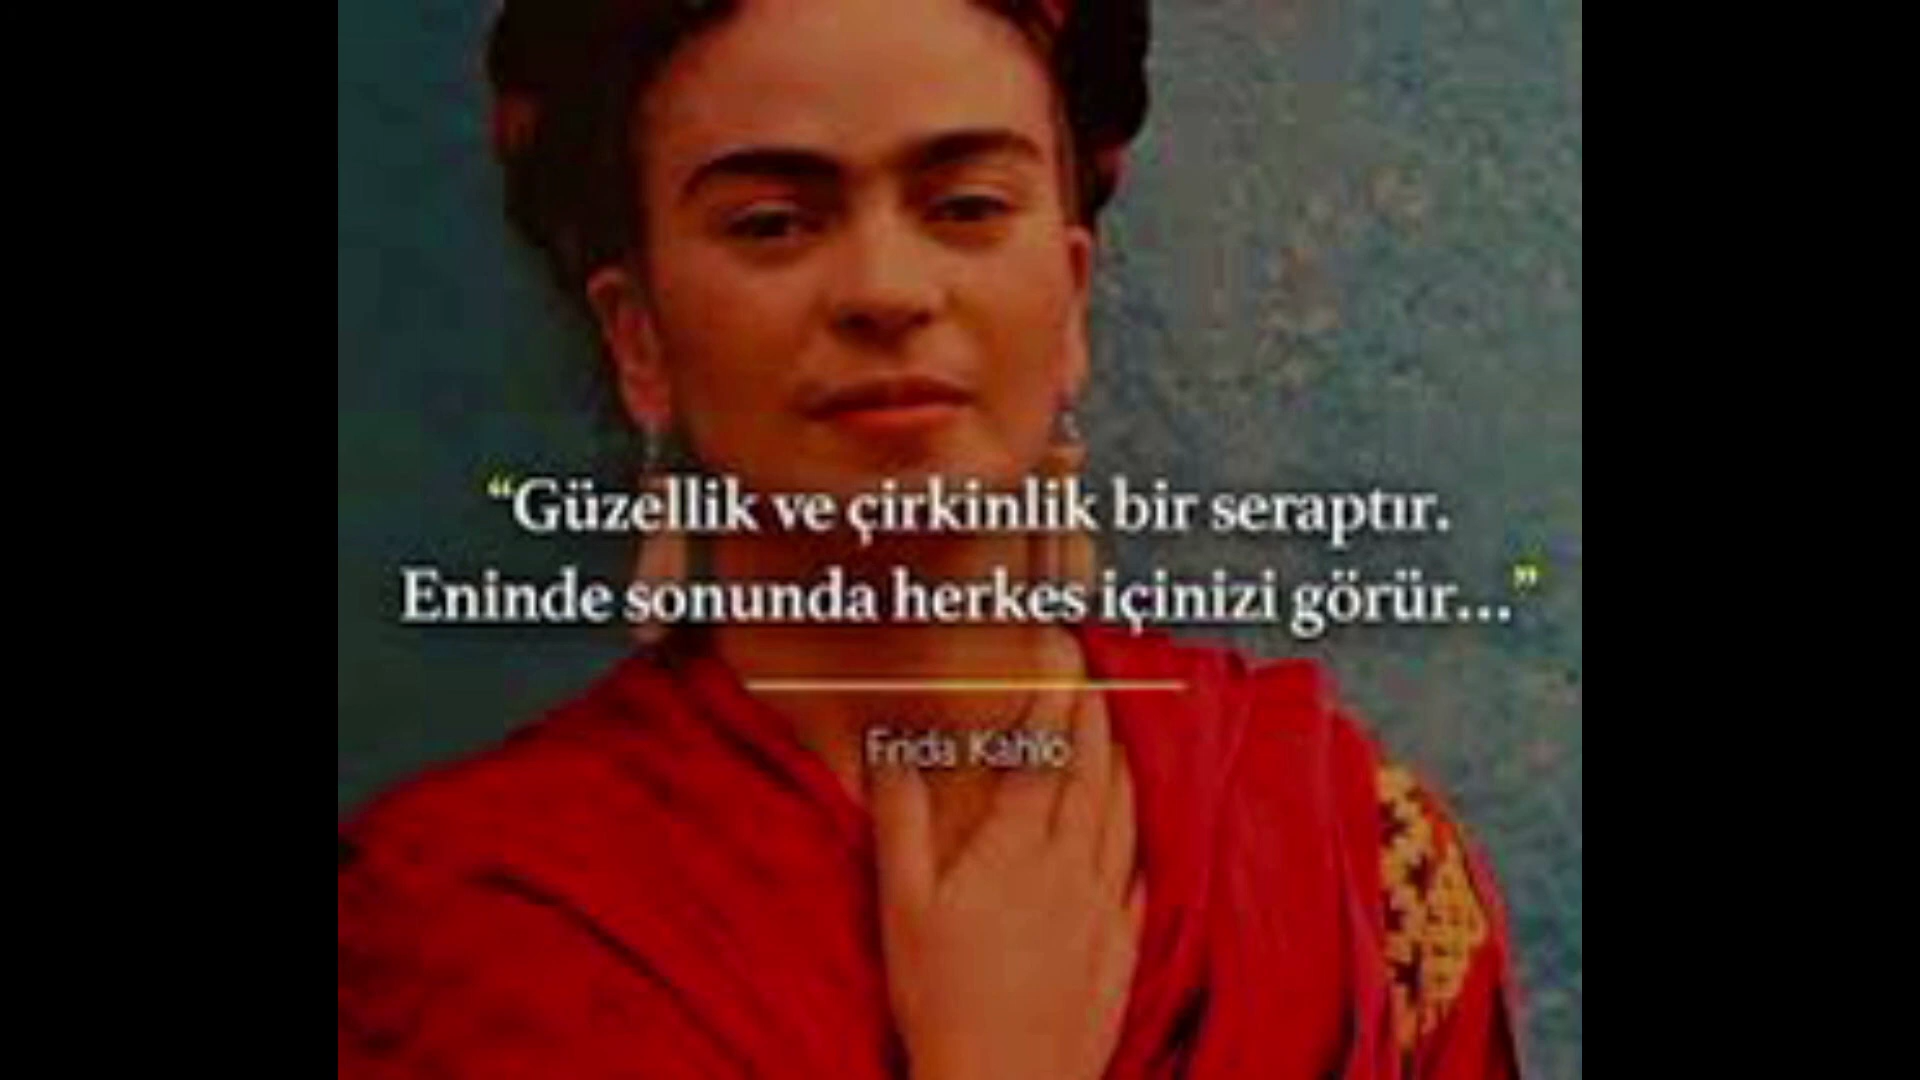 “Güzellik ve çirkinlik bir seraptır.
Eninde sonunda herkes içinizi görür...”
Frida Kahlo